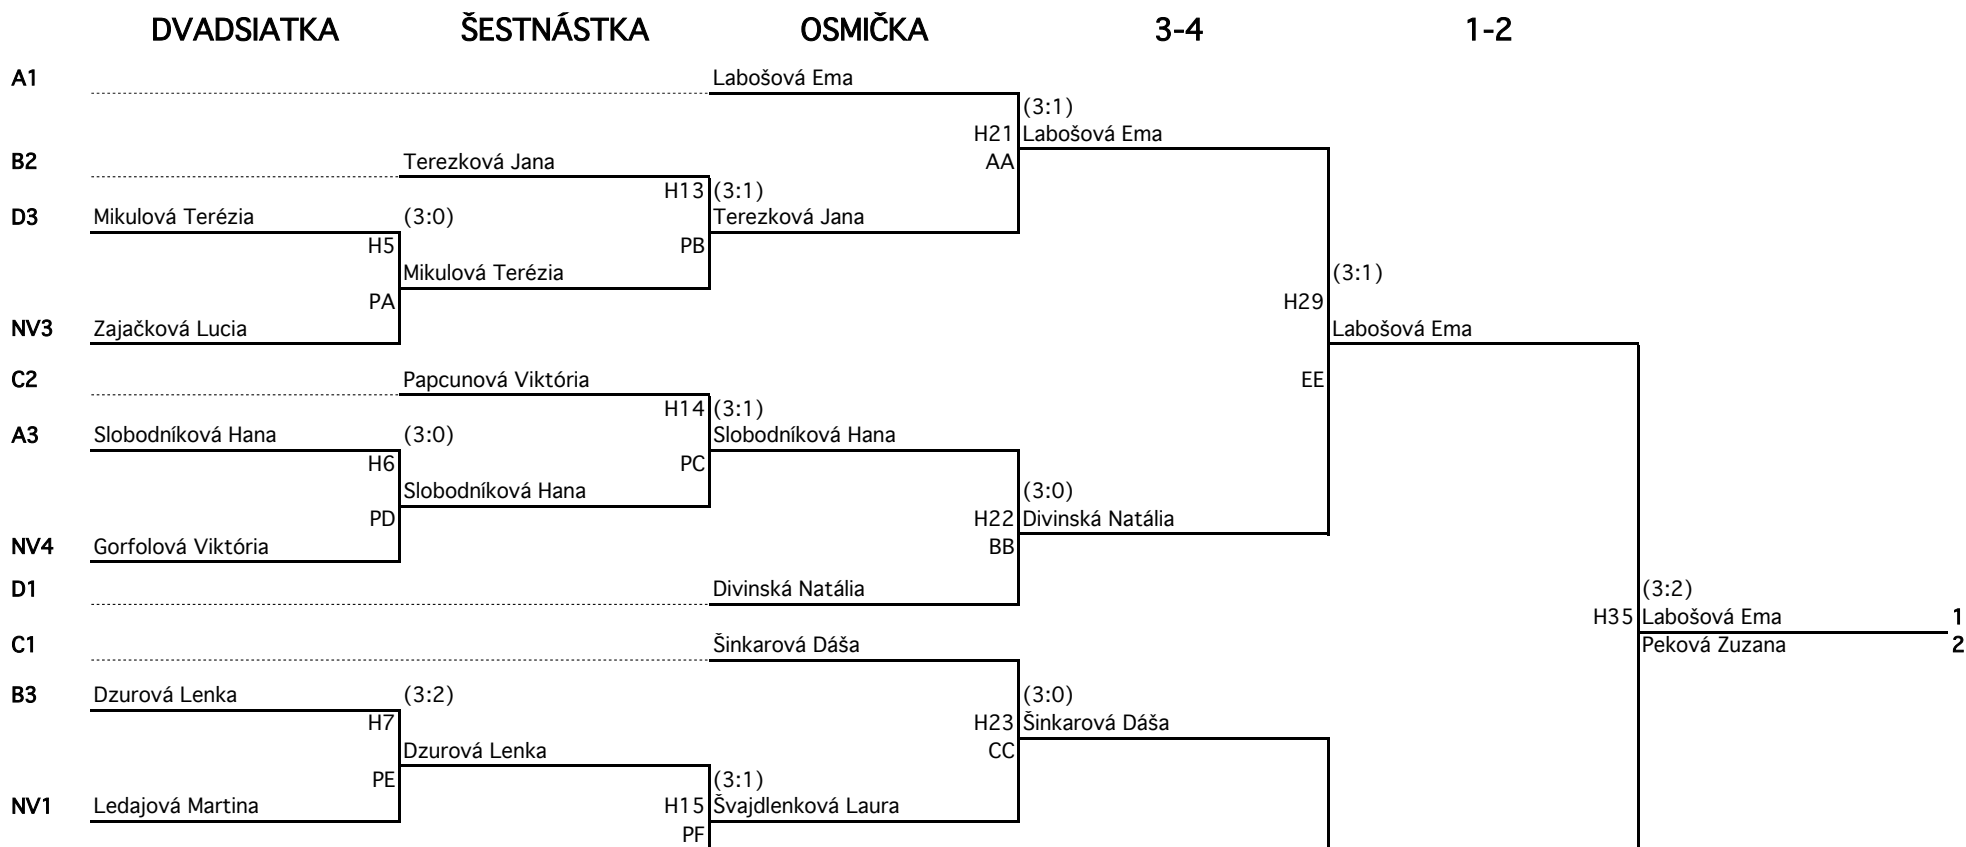 DVADSIATKA ŠESTNÁSTKA OSMIČKA 3-4 1-2
A1 Labošová Ema
(3:1)
H21 Labošová Ema
B2 Terezková Jana AA
H13 (3:1)
D3 Mikulová Terézia (3:0) Terezková Jana
H5 PB
Mikulová Terézia (3:1)
PA H29
NV3 Zajačková Lucia Labošová Ema
C2 Papcunová Viktória EE
H14 (3:1)
A3 Slobodníková Hana (3:0) Slobodníková Hana
H6 PC
Slobodníková Hana (3:0)
PD H22 Divinská Natália
NV4 Gorfolová Viktória BB
D1 Divinská Natália (3:2)
H35 Labošová Ema 1
C1 Šinkarová Dáša Peková Zuzana 2
B3 Dzurová Lenka (3:2) (3:0)
H7 H23 Šinkarová Dáša
Dzurová Lenka CC
PE (3:1)
NV1 Ledajová Martina H15 Švajdlenková Laura
PF